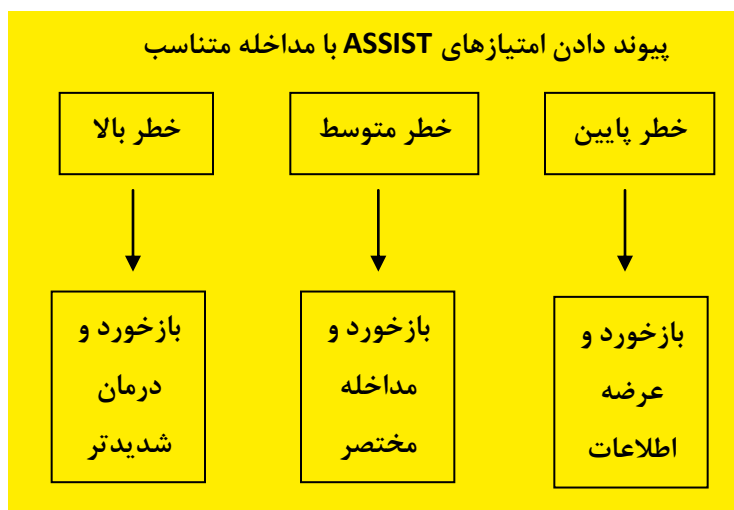 پیوند دادن امتیازهای ASSIST با مداخله متناسب
خطر پایین
خطر متوسط
خطر بالا
بازخورد و
عرضه
اطلاعات
بازخورد و
مداخله
مختصر
بازخورد و
درمان
شدیدتر